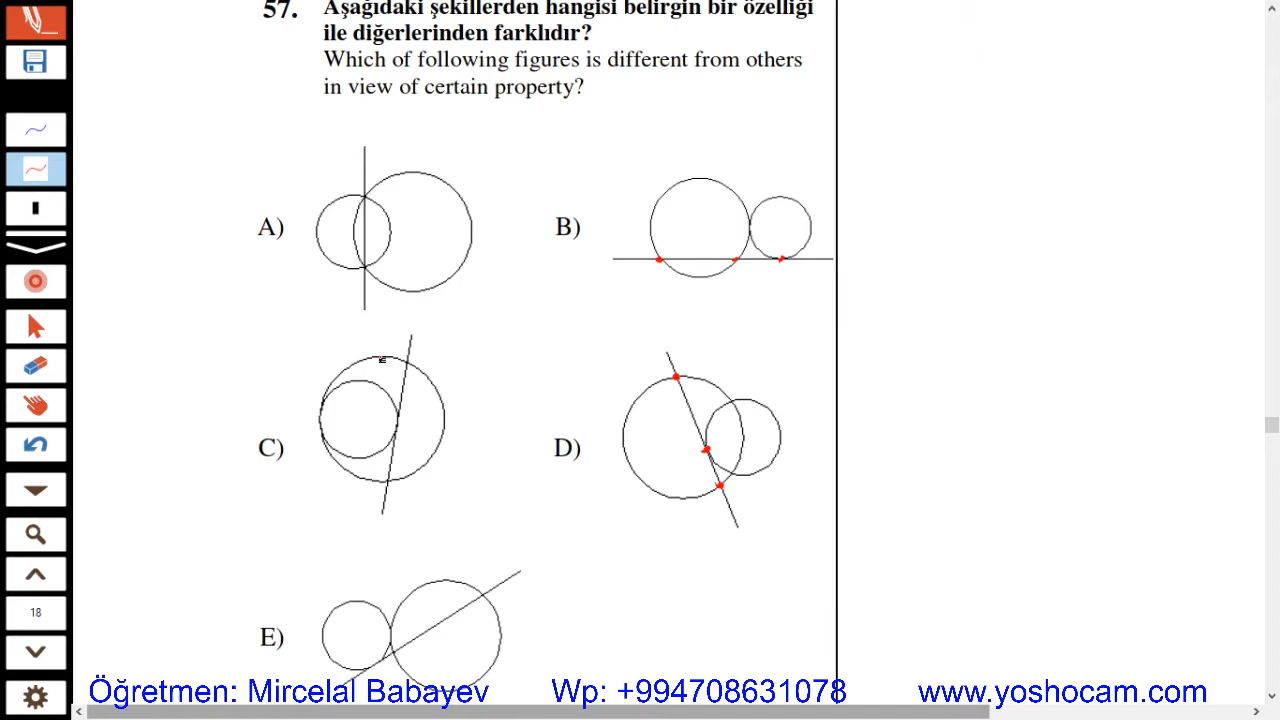 57. Aşağıdaki şekillerden hangisi belirgin bir özelliği
ile diğerlerinden farklıdır?
Which of following figures is different from others
in view of certain property?
A)
B)
C)
D)
E)
18
Öğretmen: Mircelal Babayev Wp: +994708631078 www.yoshocam.com